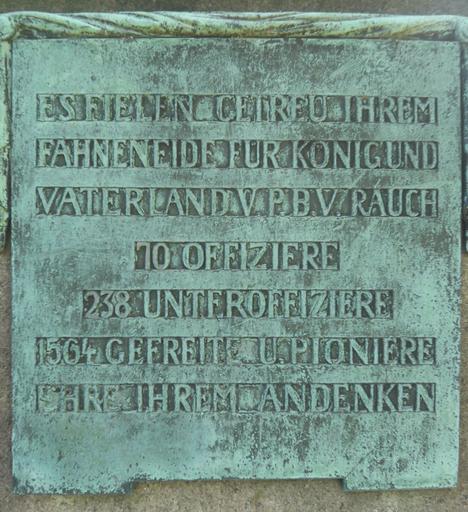 ES FIELEN GETREU IHREM
FAHNENEIDE FÜR KÖNIG UND
VATERLAND V. P. B. V. RAUCH
70 OFFIZIERE
238 UNTEROFFIZIERE
1564 GEFREITE U. PIONIERE
EHRE IHREM ANDENKEN